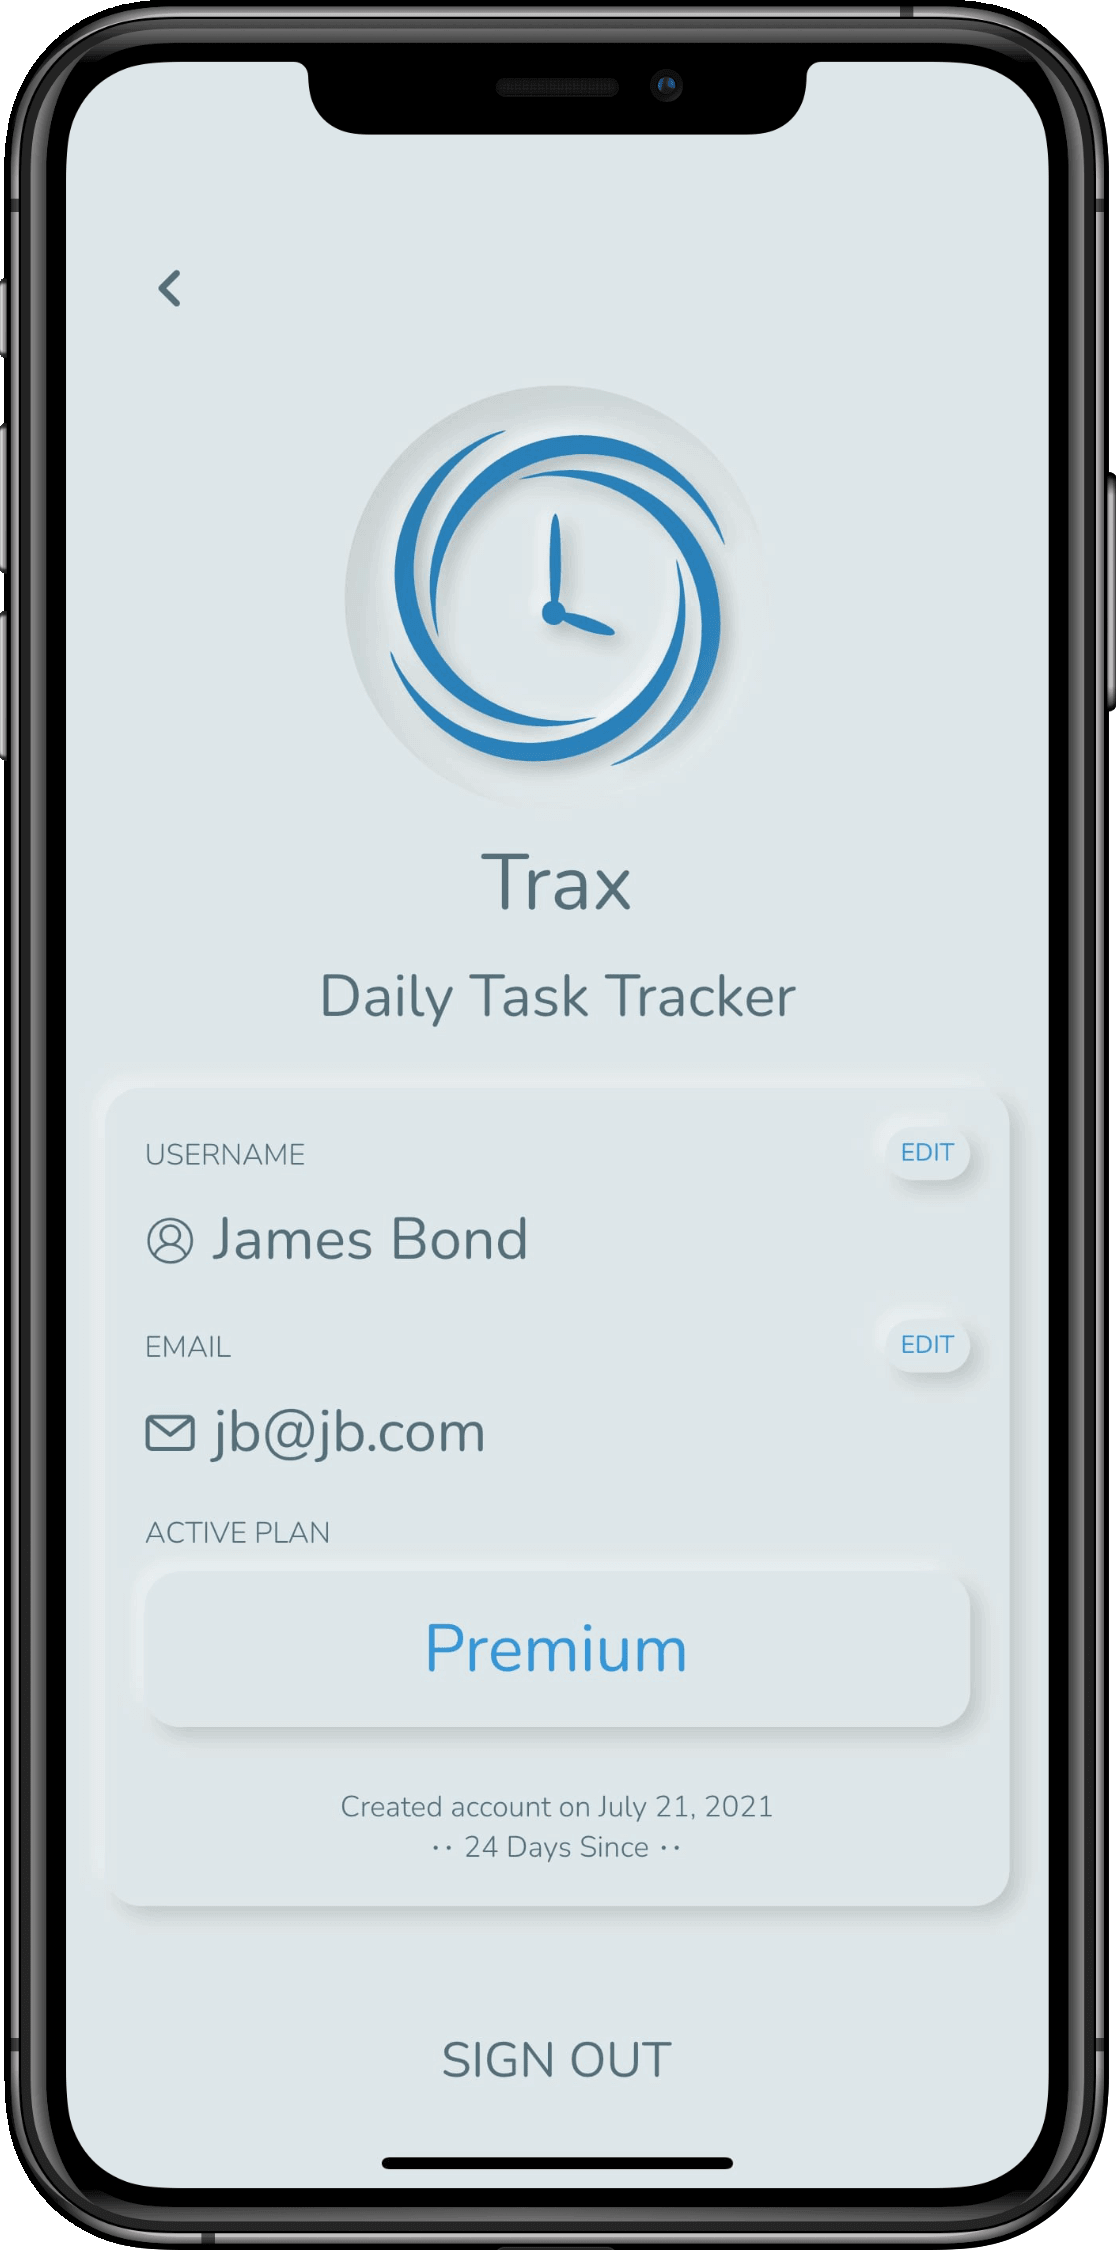 Trax
Daily Task Tracker
USERNAME
EDIT
James Bond
EMAIL
EDIT
jb@jb.com
ACTIVE PLAN
Premium
Created account on July 21, 2021
·· 24 Days Since ··
SIGN OUT